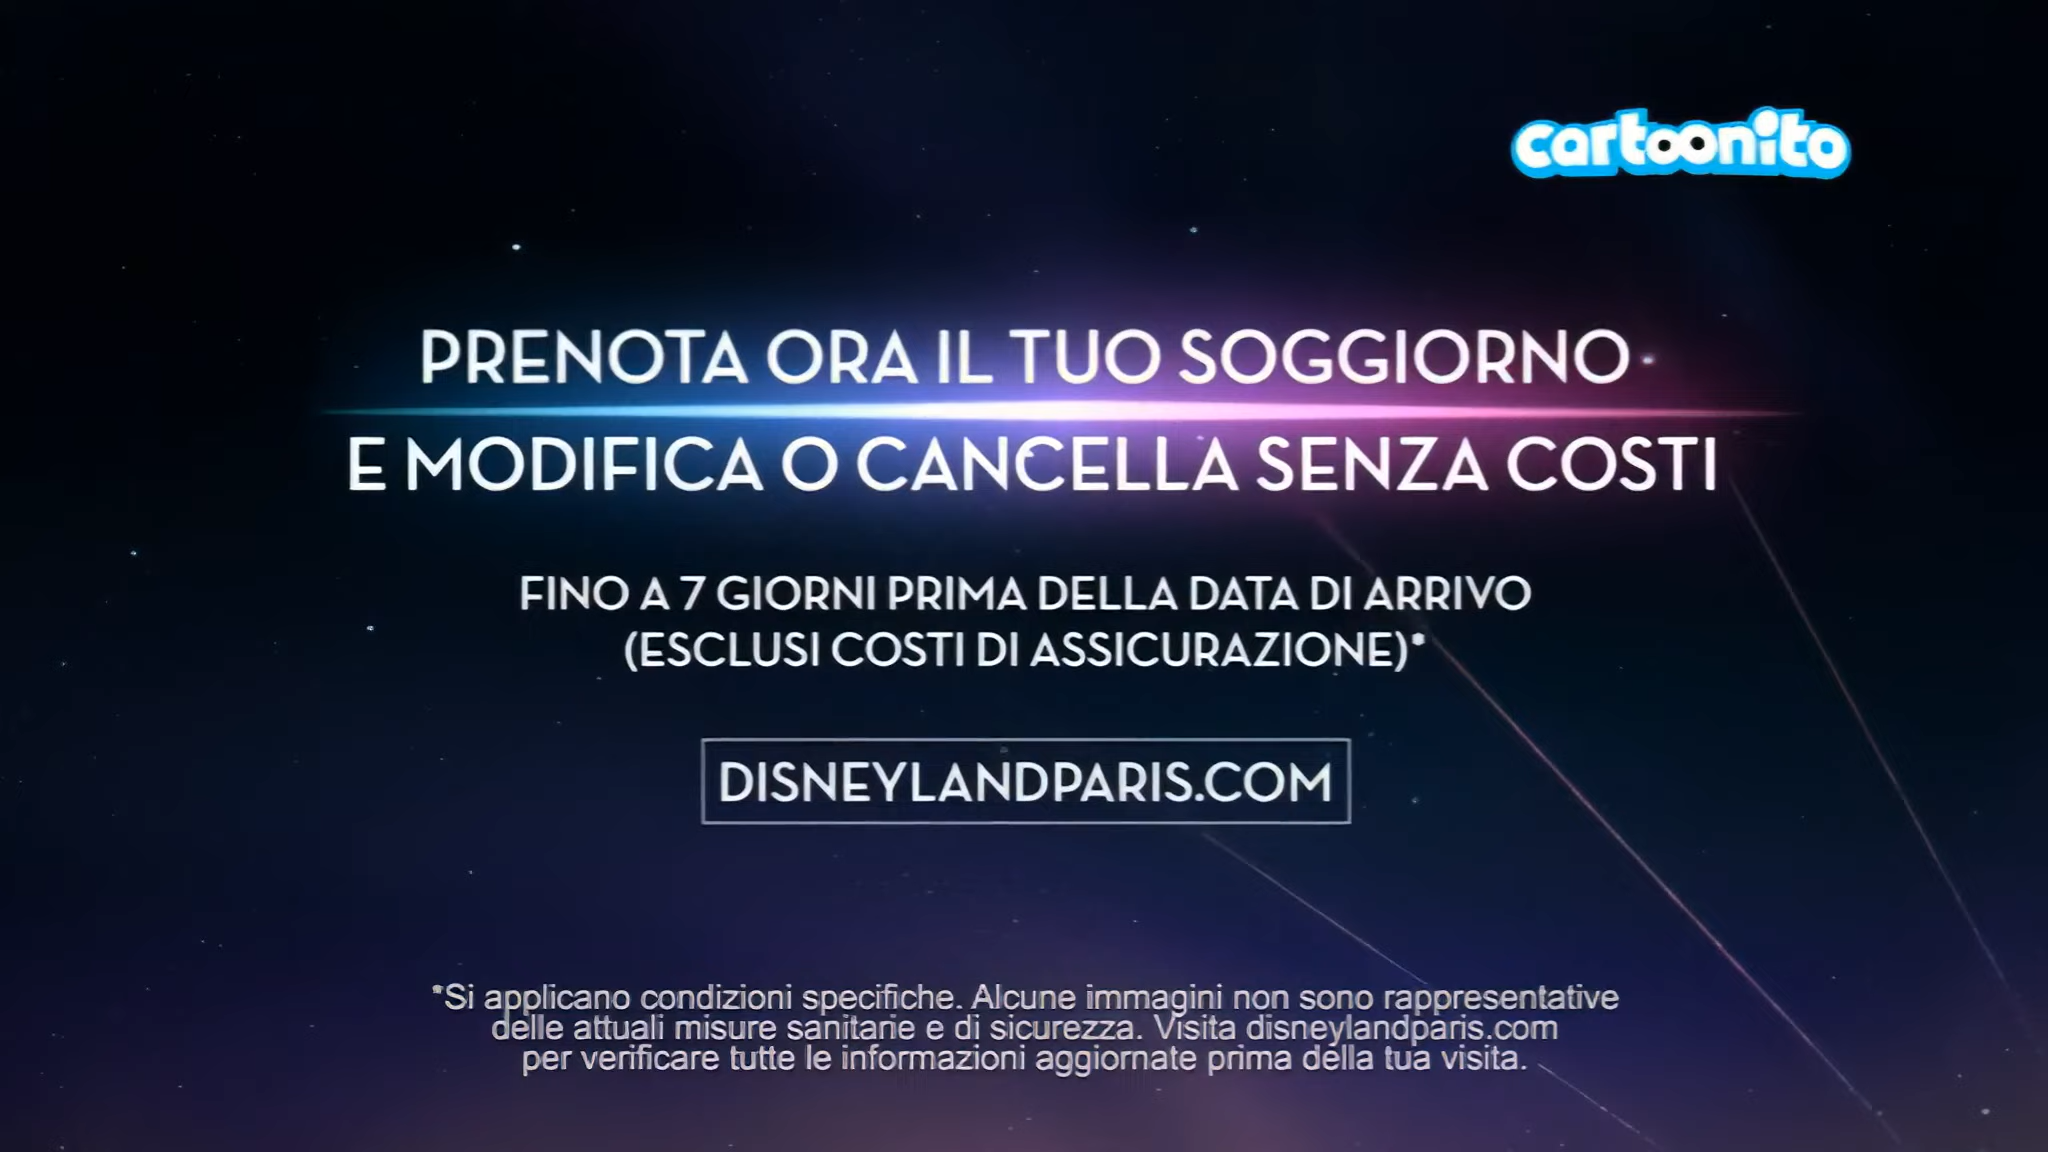 cartoonito
PRENOTA ORA IL TUO SOGGIORNO
E MODIFICA O CANCELLA SENZA COSTI
FINO A 7 GIORNI PRIMA DELLA DATA DI ARRIVO
(ESCLUSI COSTI DI ASSICURAZIONE)*
DISNEYLANDPARIS.COM
*Si applicano condizioni specifiche. Alcune immagini non sono rappresentative
delle attuali misure sanitarie e di sicurezza. Visita disneylandparis.com
per verificare tutte le informazioni aggiornate prima della tua visita.